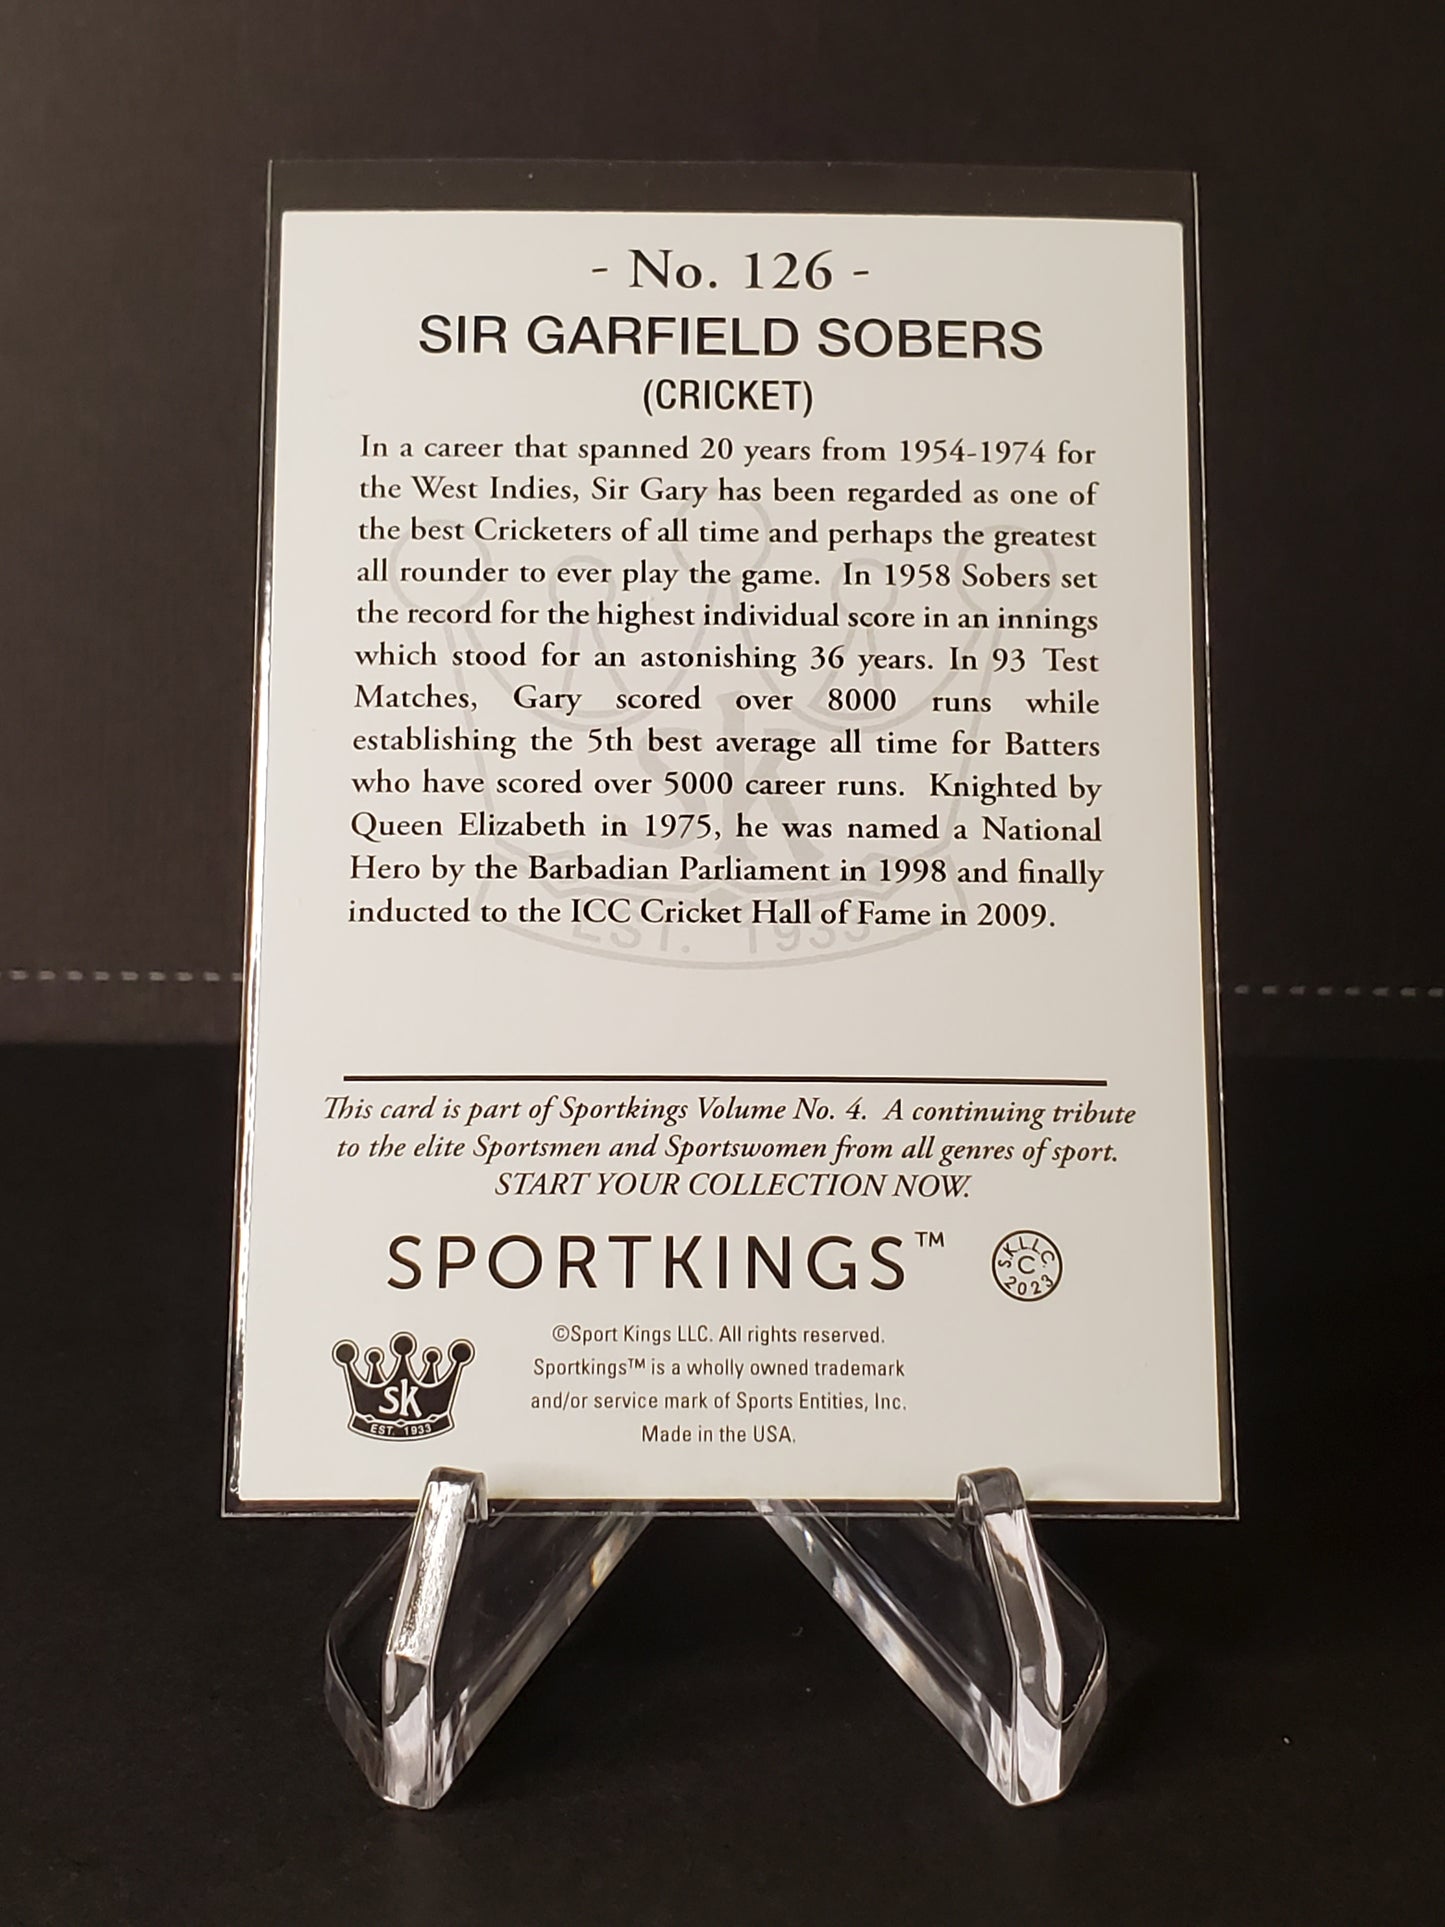 - No. 126 -
SIR GARFIELD SOBERS
(CRICKET)
In a career that spanned 20 years from 1954-1974 for
the West Indies, Sir Gary has been regarded as one of
the best Cricketers of all time and perhaps the greatest
all rounder to ever play the game. In 1958 Sobers set
the record for the highest individual score in an innings
which stood for an astonishing 36 years. In 93 Test
Matches, Gary scored over 8000 runs while
establishing the 5th best average all time for Batters
who have scored over 5000 career runs. Knighted by
Queen Elizabeth in 1975, he was named a National
Hero by the Barbadian Parliament in 1998 and finally
inducted to the ICC Cricket Hall of Fame in 2009.
sk
EST. 1933
This card is part of Sportkings Volume No. 4. A continuing tribute
to the elite Sportsmen and Sportswomen from all genres of sport.
START YOUR COLLECTION NOW.
SPORTKINGS™
SKLLC.
C
2023
©Sport Kings LLC. All rights reserved.
Sportkings™ is a wholly owned trademark
and/or service mark of Sports Entities, Inc.
Made in the USA.
sk
EST. 1933